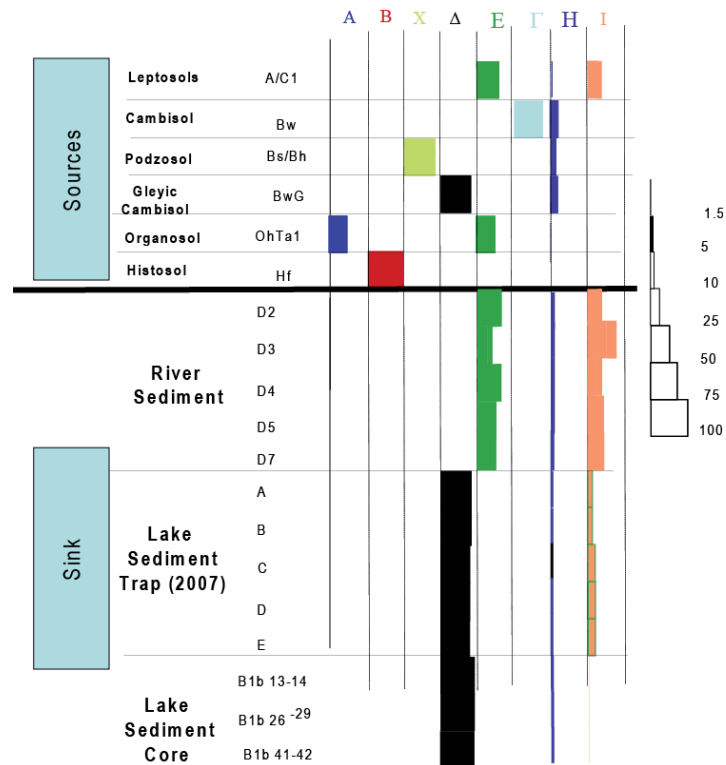 Α Β Χ Δ Ε Γ Η Ι
Sources
Leptosols A/C1
Cambisol Bw
Podzosol Bs/Bh
Gleyic
Cambisol BwG
Organosol OhTa1
Histosol Hf
1.5
5
10
25
50
75
100
River
Sediment
D2
D3
D4
D5
D7
Sink
Lake
Sediment
Trap (2007)
A
B
C
D
E
Lake
Sediment
Core
B1b 13-14
B1b 26 -29
B1b 41-42